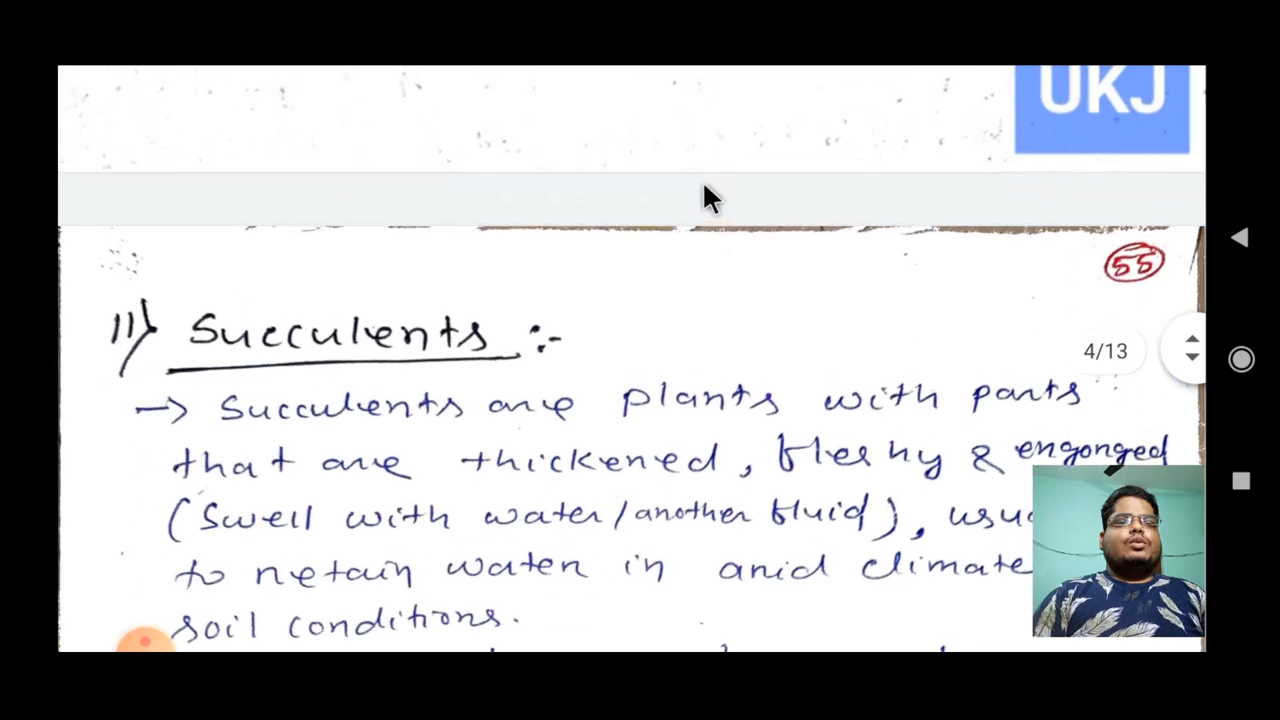 UKJ
55
11) Succulents :-
4/13
→ Succulents are plants with parts
that are thickened, fleshy & engorged
(Swell with water/another fluid),
to retain water in arid climate
soil conditions.